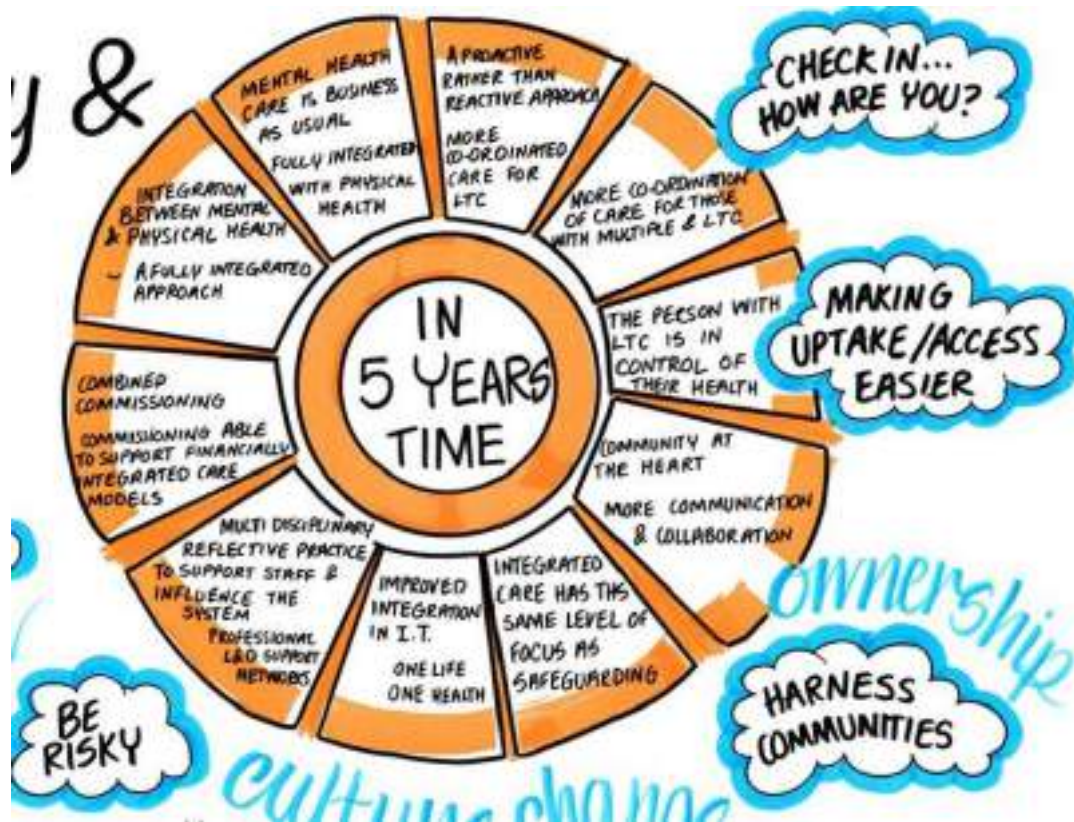 y &
MENTAL HEALTH
CARE IS BUSINESS
AS USUAL
FULLY INTEGRATED
WITH PHYSICAL
HEALTH
A PROACTIVE
RATHER THAN
REACTIVE APPROACH
MORE
CO-ORDINATED
CARE FOR
LTC
MORE CO-ORDINATION
OF CARE FOR THOSE
WITH MULTIPLE & LTC
THE PERSON WITH
LTC IS IN
CONTROL OF
THEIR HEALTH
COMMUNITY AT
THE HEART
MORE COMMUNICATION
& COLLABORATION
INTEGRATED
CARE HAS THS
SAME LEVEL OF
FOCUS AS
SAFEGUARDING
IMPROVED
INTEGRATION
IN I.T.
ONE LIFE
ONE HEALTH
MULTI DISCIPLINARY
REFLECTIVE PRACTICE
TO SUPPORT STAFF &
INFLUENCE THE
SYSTEM
PROFESSIONAL
L&D SUPPORT
NETWORKS
COMBINED
COMMISSIONING
COMMISIONING ABLE
TO SUPPORT FINANCIALLY
INTEGRATED CARE
MODELS
INTEGRATION
BETWEEN MENTAL
& PHYSICAL HEALTH
- A FULLY INTEGRATED
APPROACH
IN
5 YEARS
TIME
CHECK IN...
HOW ARE YOU?
MAKING
UPTAKE/ACCESS
EASIER
ownership
HARNESS
COMMUNITIES
BE
RISKY
culture change